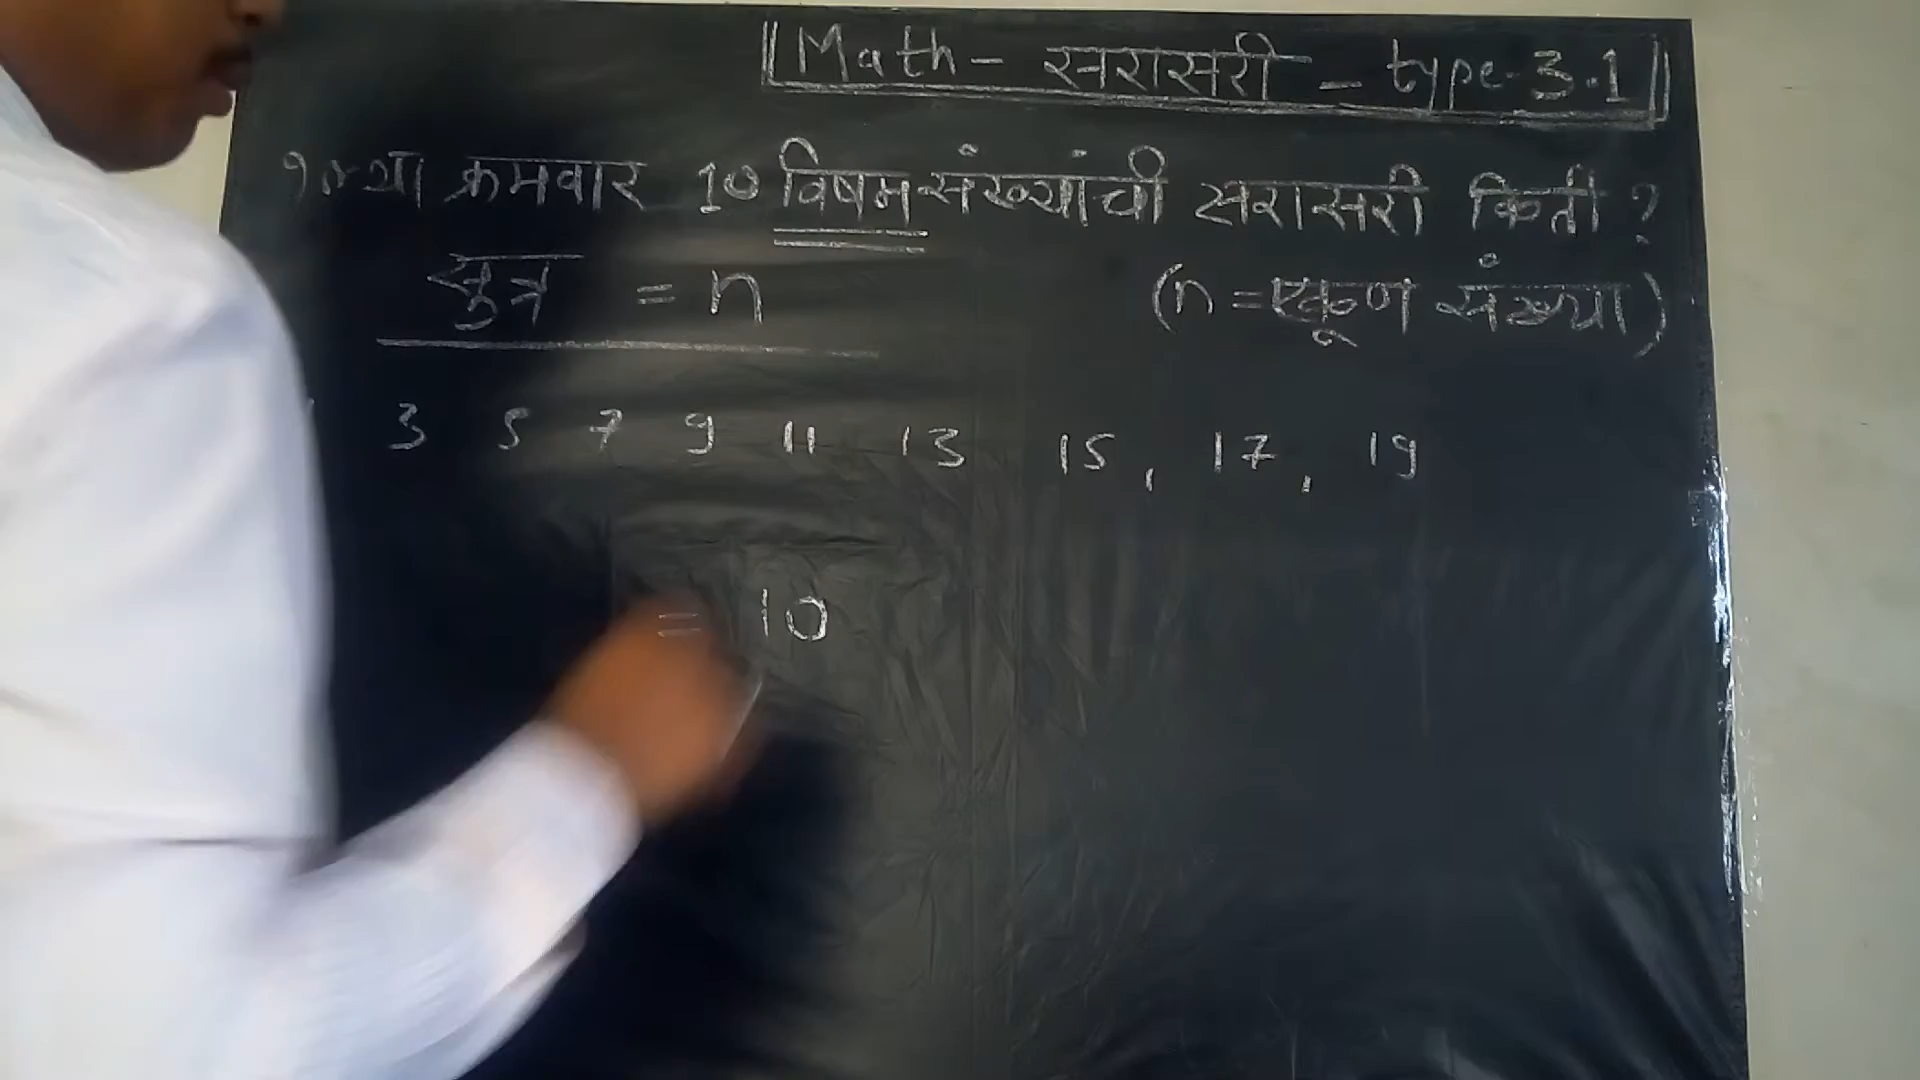 Math - सरासरी - type-3.1
क्रमवार 10 विषम संख्यांची सरासरी किती ?
सुत्र = n (n = एकूण संख्या)
3 5 7 9 11 13 15, 17, 19
= 10